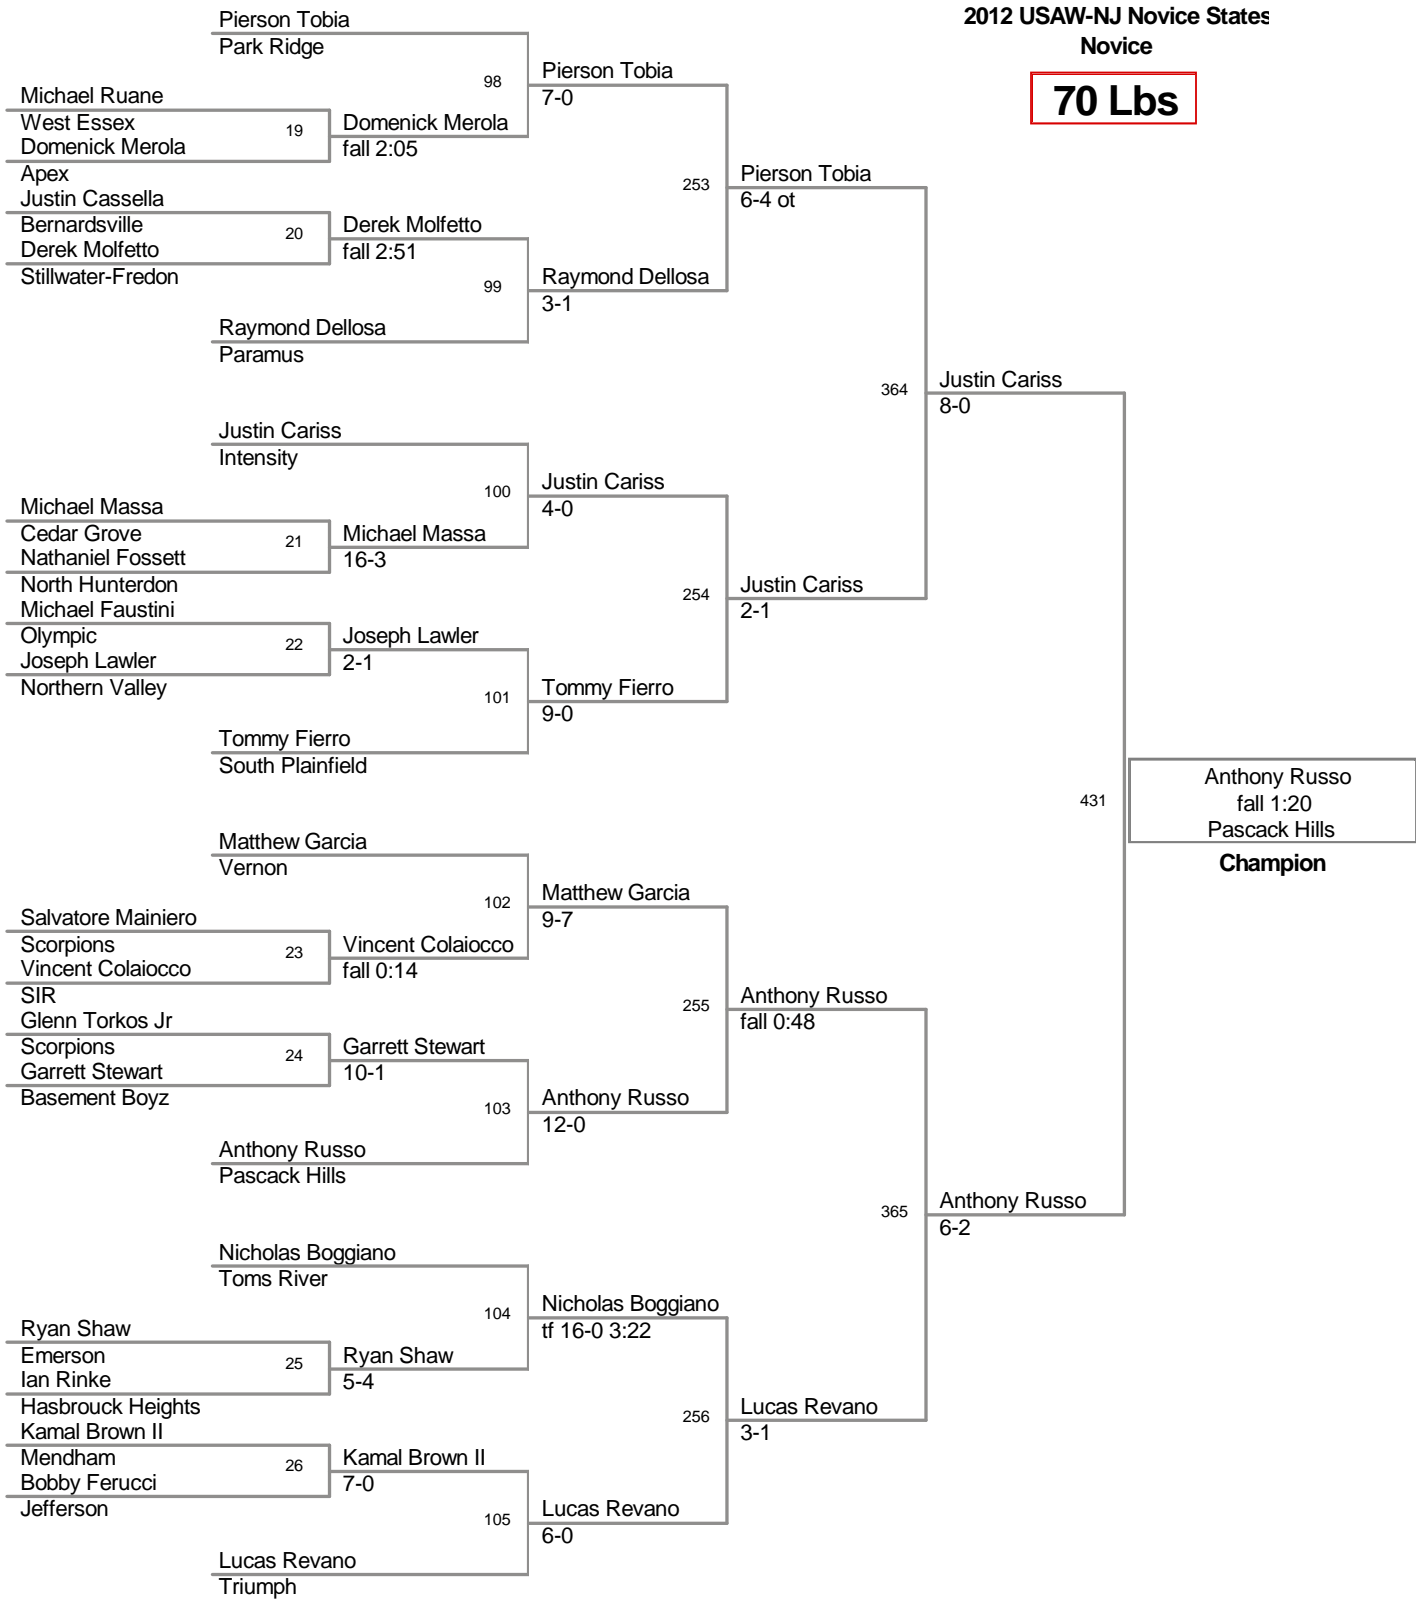 2012 USAW-NJ Novice States
Novice
70 Lbs
Pierson Tobia
Park Ridge
98
Pierson Tobia
7-0
Michael Ruane
West Essex
19
Domenick Merola
Apex
Domenick Merola
fall 2:05
253
Pierson Tobia
6-4 ot
Justin Cassella
Bernardsville
20
Derek Molfetto
Stillwater-Fredon
Derek Molfetto
fall 2:51
99
Raymond Dellosa
3-1
Raymond Dellosa
Paramus
364
Justin Cariss
8-0
Justin Cariss
Intensity
100
Justin Cariss
4-0
Michael Massa
Cedar Grove
21
Nathaniel Fossett
North Hunterdon
Michael Massa
16-3
254
Justin Cariss
2-1
Michael Faustini
Olympic
22
Joseph Lawler
Northern Valley
Joseph Lawler
2-1
101
Tommy Fierro
9-0
Tommy Fierro
South Plainfield
431
Anthony Russo
fall 1:20
Pascack Hills
Champion
Matthew Garcia
Vernon
102
Matthew Garcia
9-7
Salvatore Mainiero
Scorpions
23
Vincent Colaiocco
SIR
Vincent Colaiocco
fall 0:14
255
Anthony Russo
fall 0:48
Glenn Torkos Jr
Scorpions
24
Garrett Stewart
Basement Boyz
Garrett Stewart
10-1
103
Anthony Russo
12-0
Anthony Russo
Pascack Hills
365
Anthony Russo
6-2
Nicholas Boggiano
Toms River
104
Nicholas Boggiano
tf 16-0 3:22
Ryan Shaw
Emerson
25
Ian Rinke
Hasbrouck Heights
Ryan Shaw
5-4
256
Lucas Revano
3-1
Kamal Brown II
Mendham
26
Bobby Ferucci
Jefferson
Kamal Brown II
7-0
105
Lucas Revano
6-0
Lucas Revano
Triumph